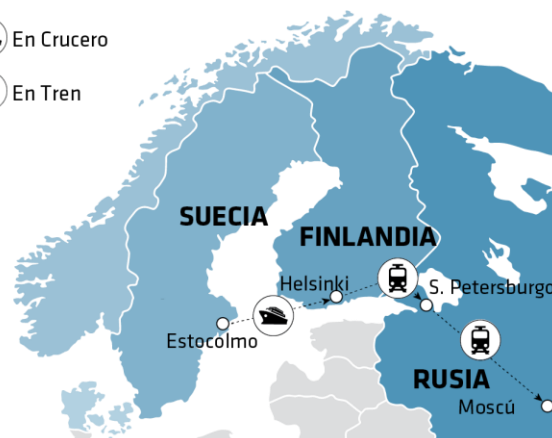 En Crucero
En Tren
SUECIA
FINLANDIA
Helsinki
S. Petersburgo
Estocolmo
RUSIA
Moscú